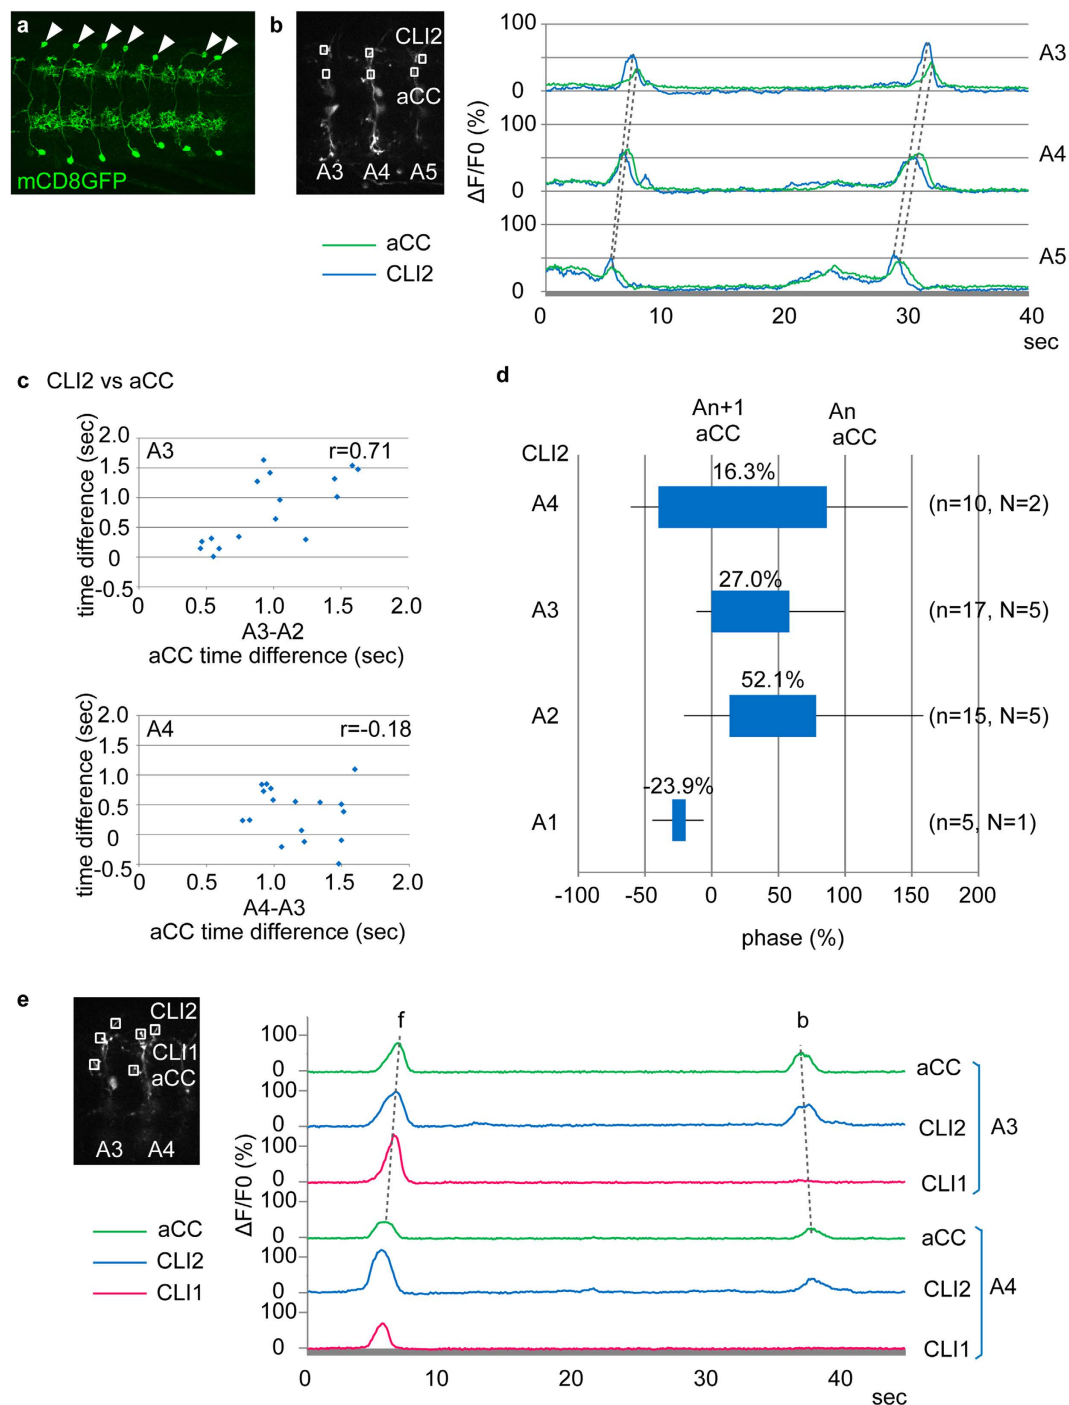 a
mCD8GFP
b
CLI2
aCC
A3 A4 A5
aCC
CLI2
ΔF/F0 (%)
100
0
A3
100
0
A4
100
0
A5
0 10 20 30 40
sec
c CLI2 vs aCC
time difference (sec)
2.0
1.5
1.0
0.5
0
-0.5
A3
r=0.71
0 0.5 1.0 1.5 2.0
A3-A2
aCC time difference (sec)
time difference (sec)
2.0
1.5
1.0
0.5
0
-0.5
A4
r=-0.18
0 0.5 1.0 1.5 2.0
A4-A3
aCC time difference (sec)
d
An+1
aCC
An
aCC
CLI2
A4
16.3%
(n=10, N=2)
A3
27.0%
(n=17, N=5)
A2
52.1%
(n=15, N=5)
A1
-23.9%
(n=5, N=1)
-100 -50 0 50 100 150 200
phase (%)
e
CLI2
CLI1
aCC
A3 A4
aCC
CLI2
CLI1
ΔF/F0 (%)
f
b
100
0
aCC
100
0
CLI2
A3
100
0
CLI1
100
0
aCC
100
0
CLI2
A4
100
0
CLI1
0 10 20 30 40
sec